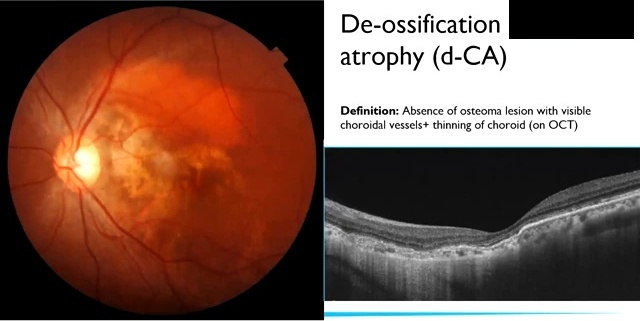 De-ossification
atrophy (d-CA)
Definition: Absence of osteoma lesion with visible
choroidal vessels+ thinning of choroid (on OCT)